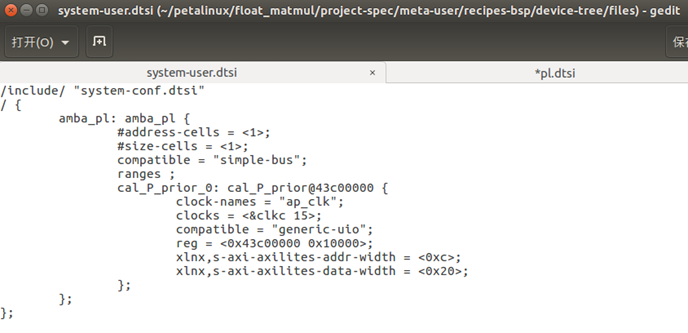 system-user.dtsi (~/petalinux/float_matmul/project-spec/meta-user/recipes-bsp/device-tree/files) - gedit
打开(O)
保
system-user.dtsi × *pl.dtsi
/include/ "system-conf.dtsi"
/ {
amba_pl: amba_pl {
#address-cells = <1>;
#size-cells = <1>;
compatible = "simple-bus";
ranges ;
cal_P_prior_0: cal_P_prior@43c00000 {
clock-names = "ap_clk";
clocks = <&clkc 15>;
compatible = "generic-uio";
reg = <0x43c00000 0x10000>;
xlnx,s-axi-axilites-addr-width = <0xc>;
xlnx,s-axi-axilites-data-width = <0x20>;
};
};
};